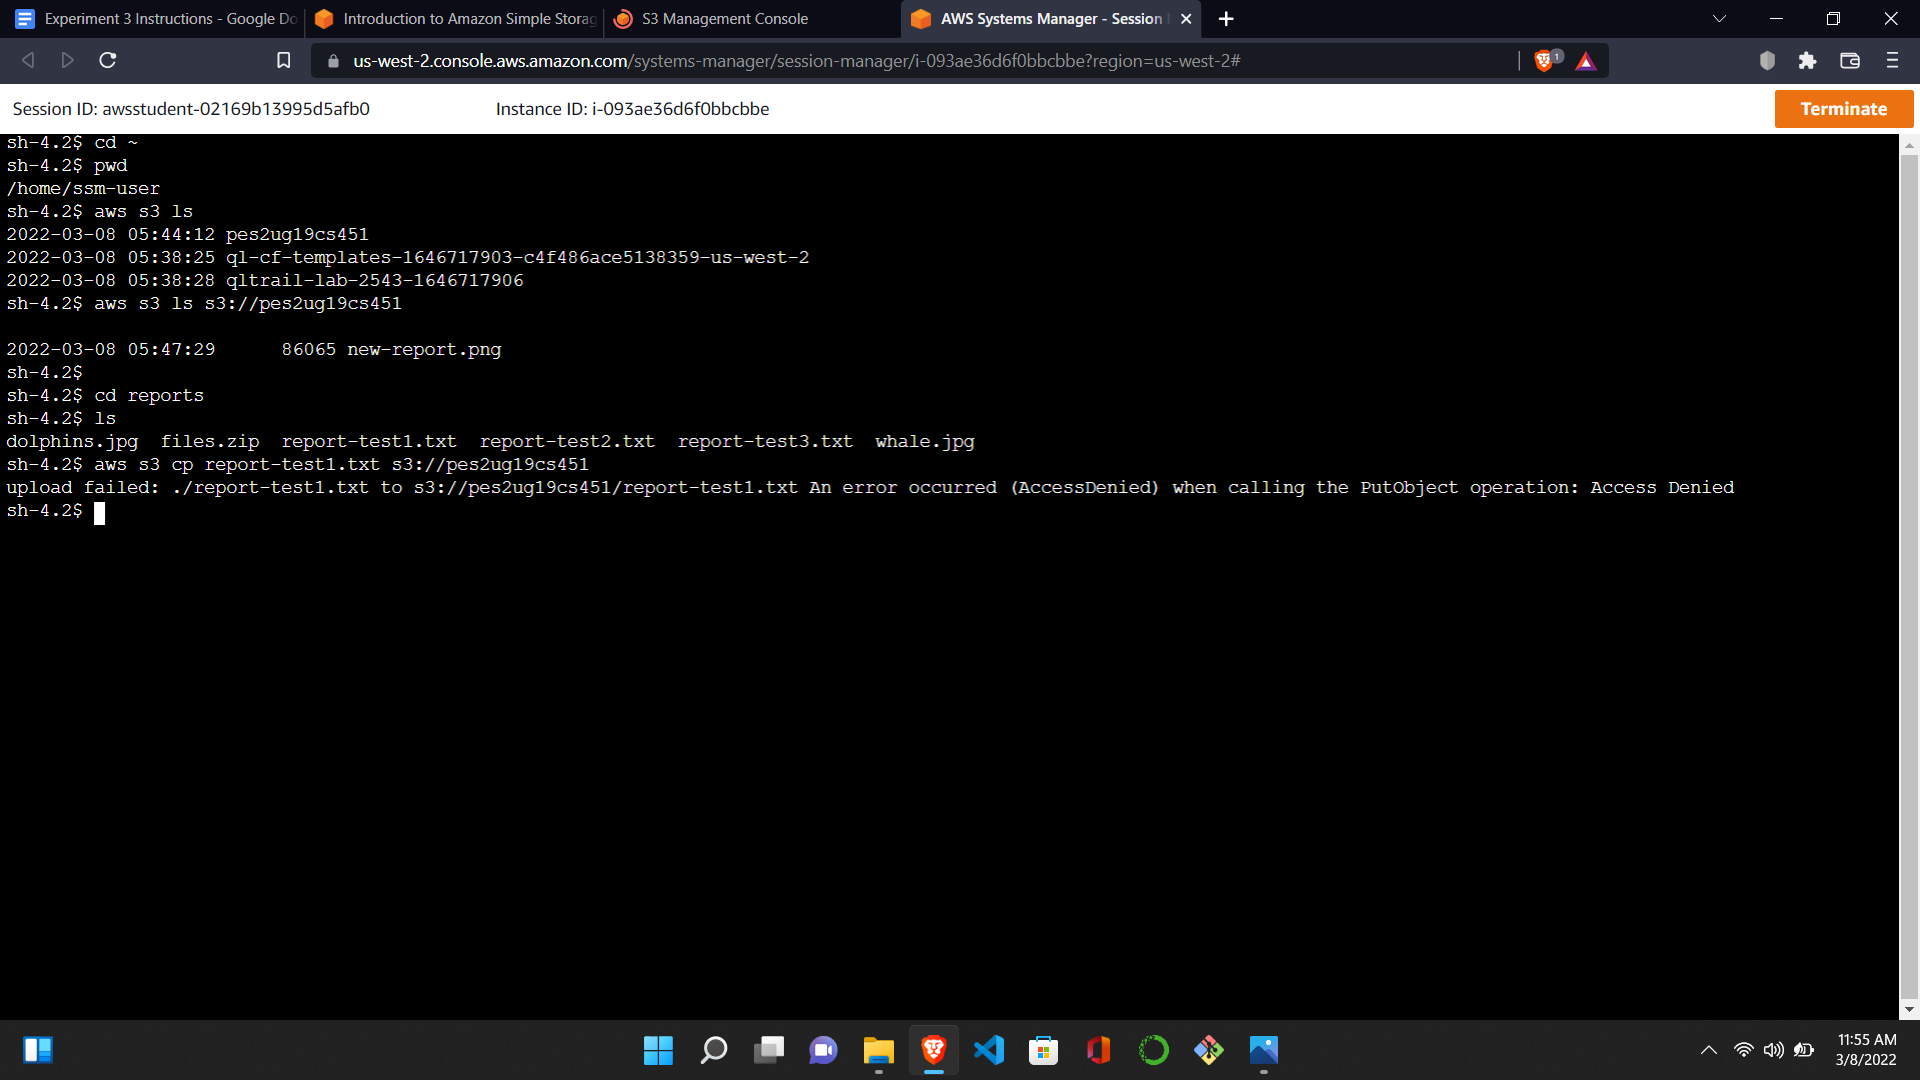 Experiment 3 Instructions - Google Do
Introduction to Amazon Simple Storag
S3 Management Console
AWS Systems Manager - Session
us-west-2.console.aws.amazon.com/systems-manager/session-manager/i-093ae36d6f0bbcbbe?region=us-west-2#
1
Session ID: awsstudent-02169b13995d5afb0
Instance ID: i-093ae36d6f0bbcbbe
Terminate
sh-4.2$ cd ~
sh-4.2$ pwd
/home/ssm-user
sh-4.2$ aws s3 ls
2022-03-08 05:44:12 pes2ug19cs451
2022-03-08 05:38:25 ql-cf-templates-1646717903-c4f486ace5138359-us-west-2
2022-03-08 05:38:28 qltrail-lab-2543-1646717906
sh-4.2$ aws s3 ls s3://pes2ug19cs451
2022-03-08 05:47:29      86065 new-report.png
sh-4.2$
sh-4.2$ cd reports
sh-4.2$ ls
dolphins.jpg  files.zip  report-test1.txt  report-test2.txt  report-test3.txt  whale.jpg
sh-4.2$ aws s3 cp report-test1.txt s3://pes2ug19cs451
upload failed: ./report-test1.txt to s3://pes2ug19cs451/report-test1.txt An error occurred (AccessDenied) when calling the PutObject operation: Access Denied
sh-4.2$
11:55 AM
3/8/2022